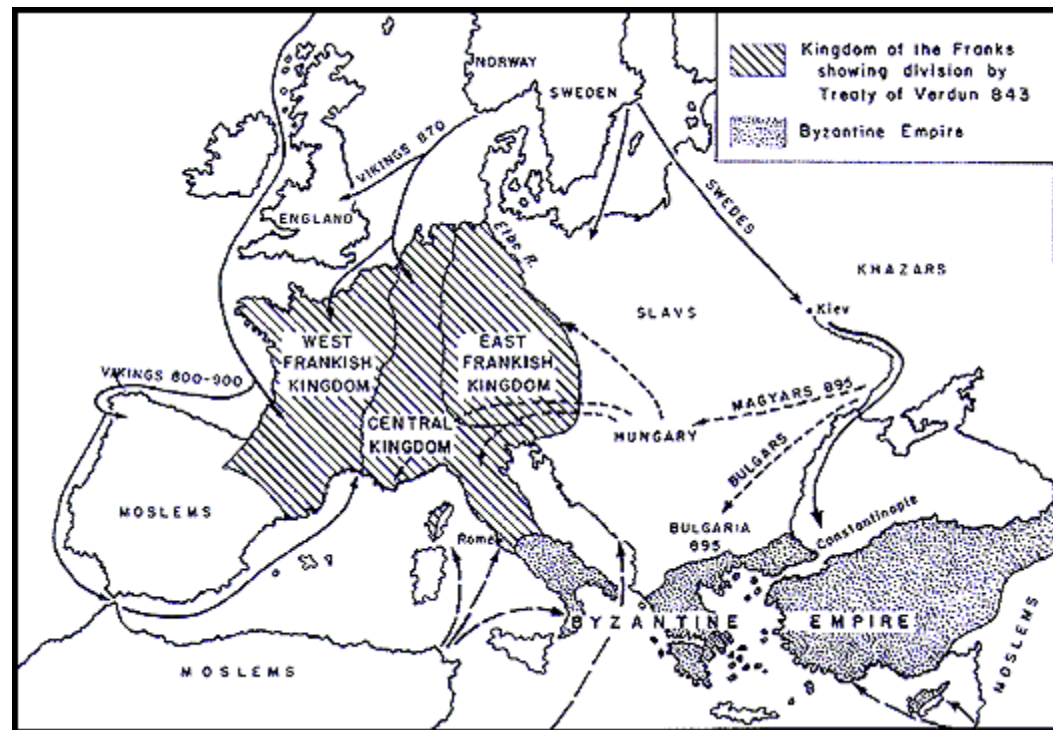 Kingdom of the Franks
showing division by
Treaty of Verdun 843
Byzantine Empire
NORWAY
SWEDEN
VIKINGS 870
ENGLAND
Elbe R.
SWEDES
KHAZARS
Kiev
SLAVS
WEST
FRANKISH
KINGDOM
EAST
FRANKISH
KINGDOM
VIKINGS 800-900
MAGYARS 895
CENTRAL
KINGDOM
HUNGARY
BULGARS
MOSLEMS
BULGARIA
895
Constantinople
Rome
BYZANTINE EMPIRE
MOSLEMS
MOSLEMS